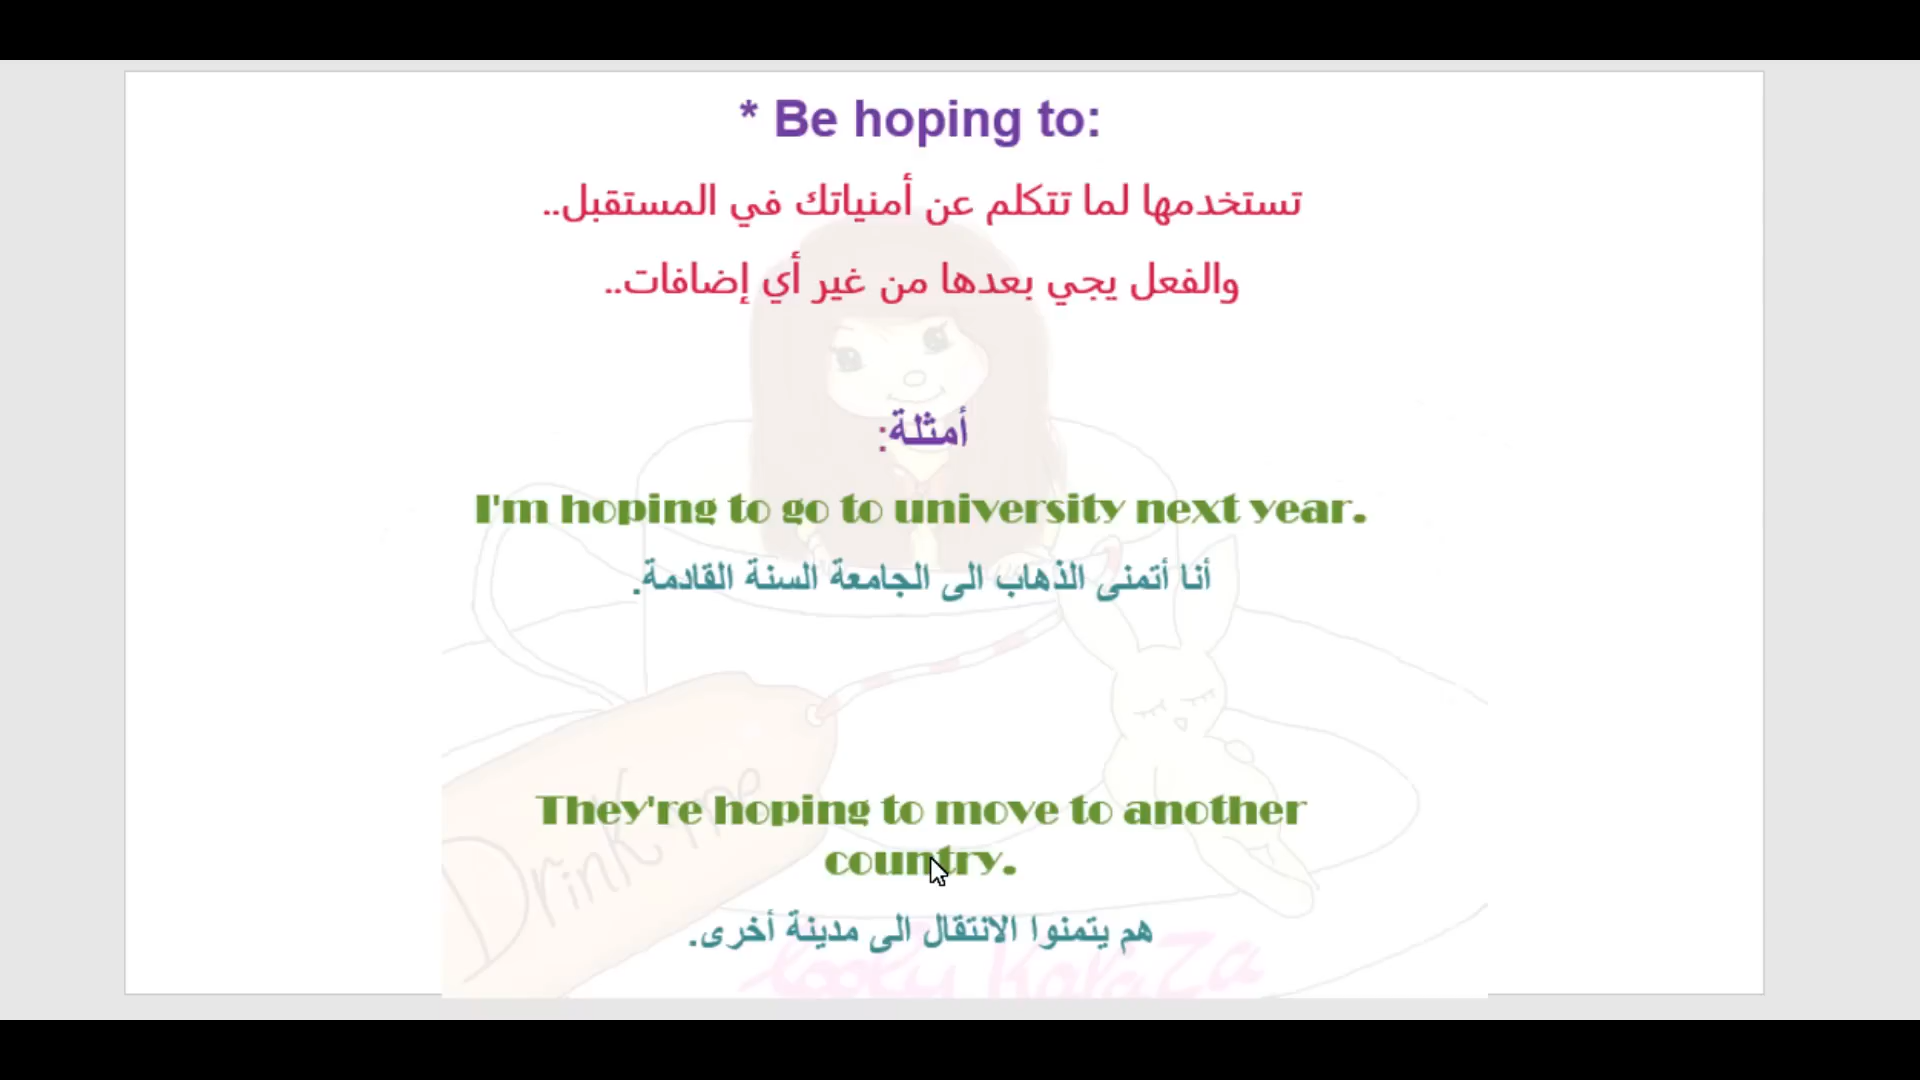 * Be hoping to:
تستخدمها لما تتكلم عن أمنياتك في المستقبل..
والفعل يجي بعدها من غير أي إضافات..
أمثلة:
I'm hoping to go to university next year.
أنا أتمنى الذهاب الى الجامعة السنة القادمة.
They're hoping to move to another
country.
هم يتمنوا الانتقال الى مدينة أخرى.
Drink me